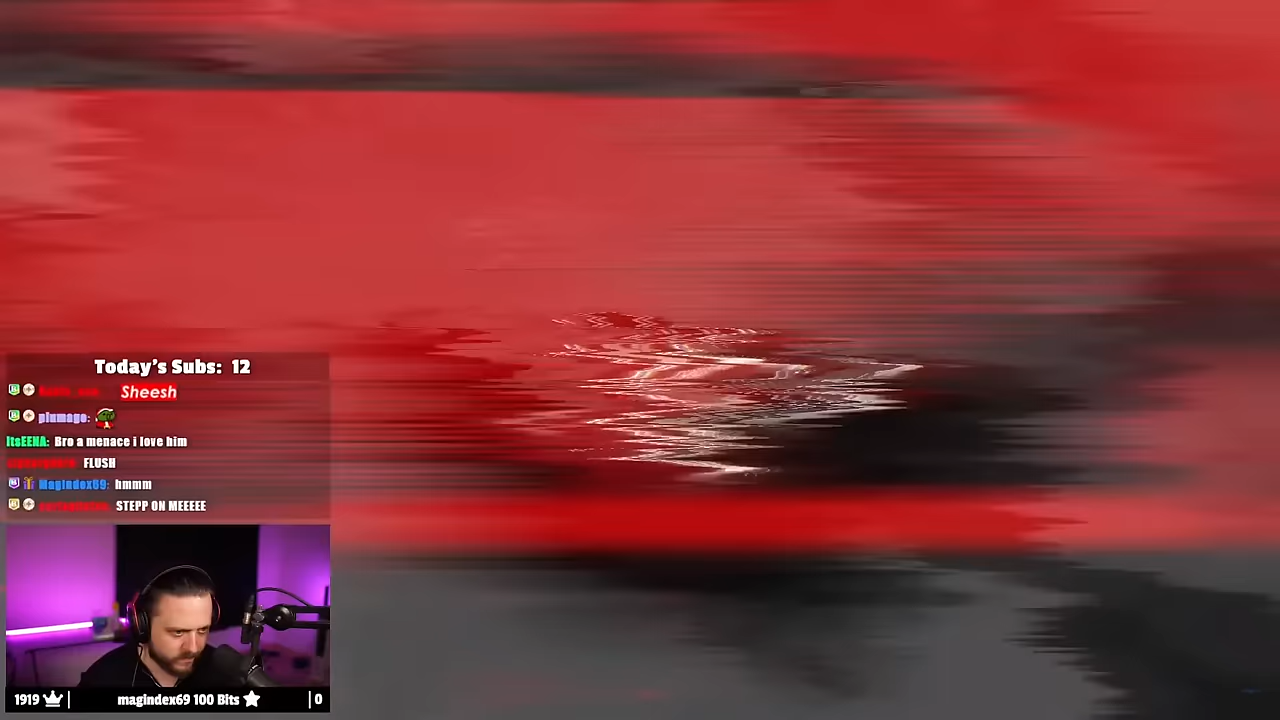 Today's Subs: 12
Sheesh
plumage:
ItsEENA: Bro a menace i love him
FLUSH
Magindex69: hmmm
STEPP ON MEEEEE
1919 | magindex69 100 Bits | 0